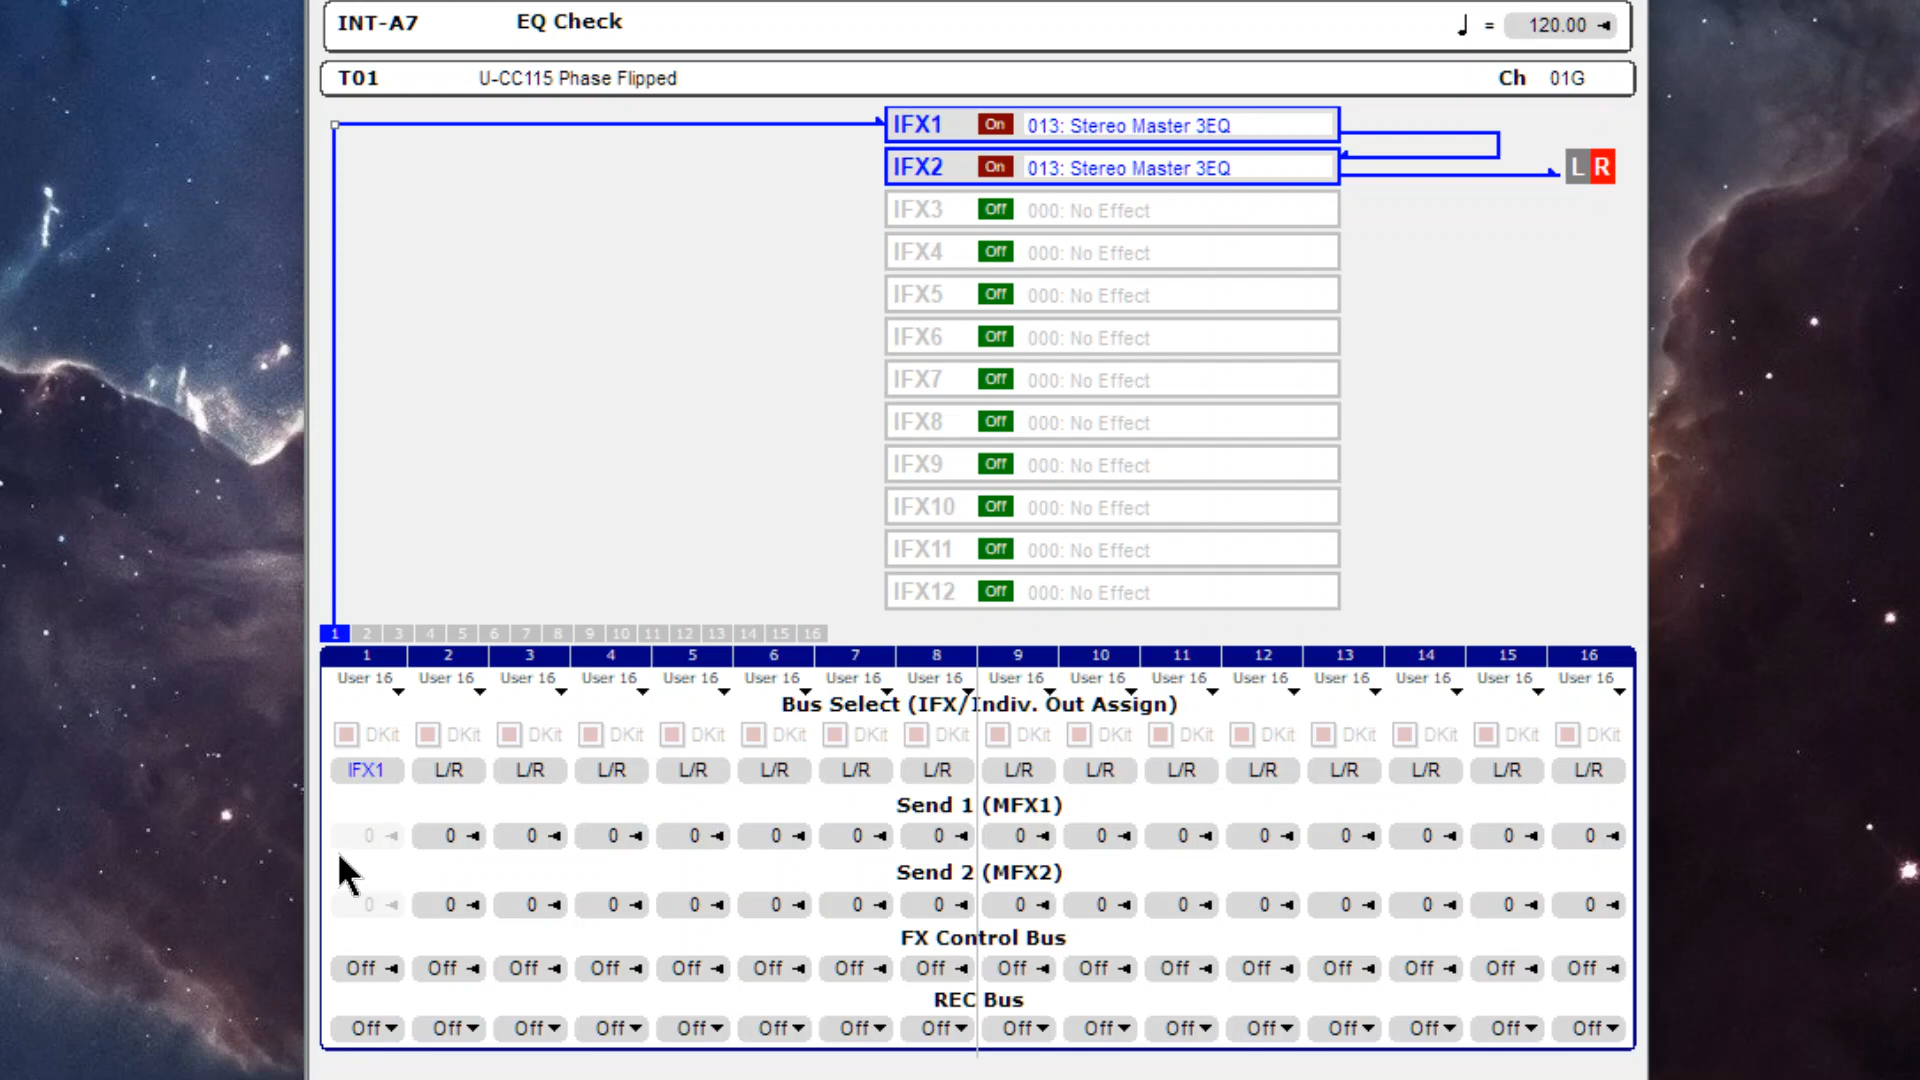 INT-A7 EQ Check ♩ = 120.00
T01 U-CC115 Phase Flipped Ch 01G
IFX1 On 013: Stereo Master 3EQ
IFX2 On 013: Stereo Master 3EQ L R
IFX3 Off 000: No Effect
IFX4 Off 000: No Effect
IFX5 Off 000: No Effect
IFX6 Off 000: No Effect
IFX7 Off 000: No Effect
IFX8 Off 000: No Effect
IFX9 Off 000: No Effect
IFX10 Off 000: No Effect
IFX11 Off 000: No Effect
IFX12 Off 000: No Effect
1 2 3 4 5 6 7 8 9 10 11 12 13 14 15 16
1 2 3 4 5 6 7 8 9 10 11 12 13 14 15 16
User 16 User 16 User 16 User 16 User 16 User 16 User 16 User 16 User 16 User 16 User 16 User 16 User 16 User 16 User 16 User 16
Bus Select (IFX/Indiv. Out Assign)
DKit DKit DKit DKit DKit DKit DKit DKit DKit DKit DKit DKit DKit DKit DKit DKit
IFX1 L/R L/R L/R L/R L/R L/R L/R L/R L/R L/R L/R L/R L/R L/R L/R
Send 1 (MFX1)
0 0 0 0 0 0 0 0 0 0 0 0 0 0 0 0
Send 2 (MFX2)
0 0 0 0 0 0 0 0 0 0 0 0 0 0 0 0
FX Control Bus
Off Off Off Off Off Off Off Off Off Off Off Off Off Off Off Off
REC Bus
Off Off Off Off Off Off Off Off Off Off Off Off Off Off Off Off